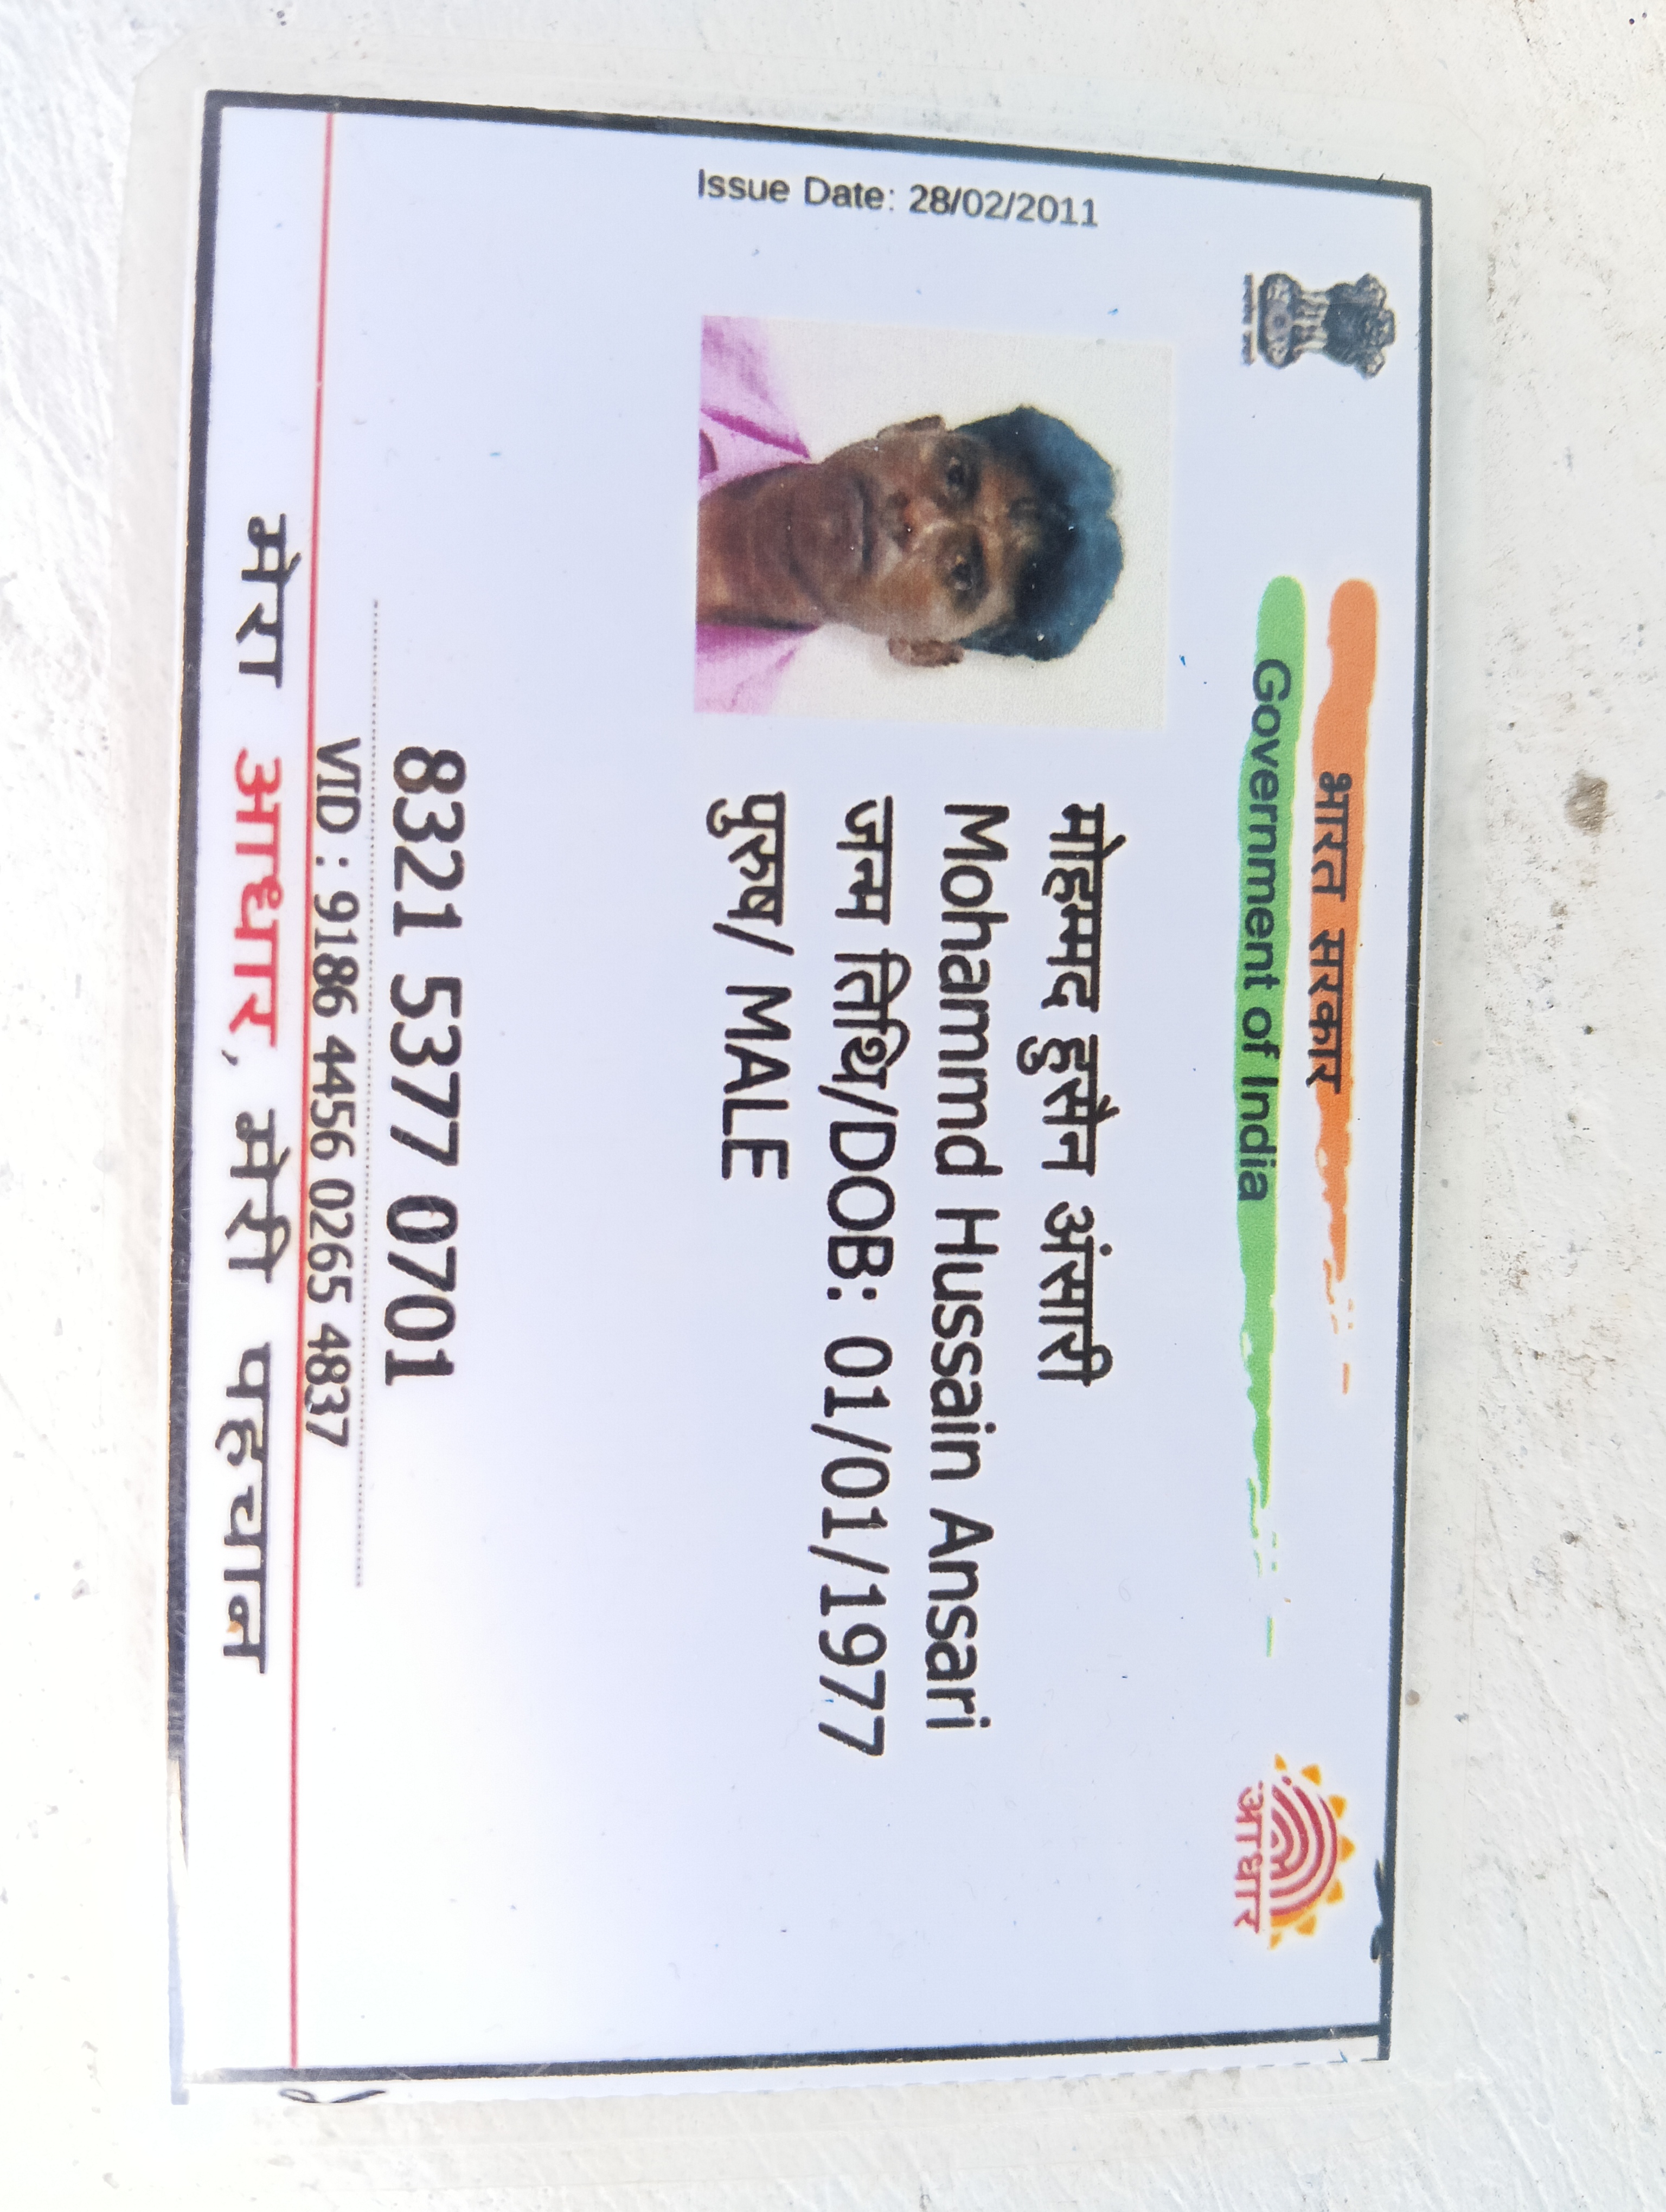 भारत सरकार
Government of India
Issue Date: 28/02/2011
मोहम्मद हुसैन अंसारी
Mohammd Hussain Ansari
जन्म तिथि/DOB: 01/01/1977
पुरुष/ MALE
8321 5377 0701
VID : 9186 4456 0265 4837
मेरा आधार, मेरी पहचान
आधार